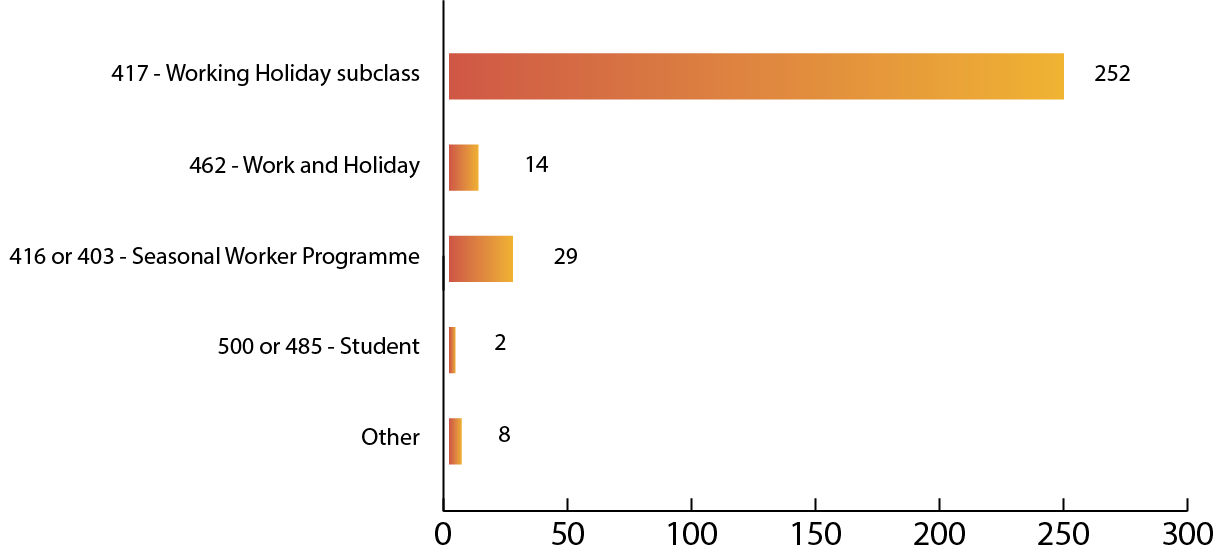 417 - Working Holiday subclass 252
462 - Work and Holiday 14
416 or 403 - Seasonal Worker Programme 29
500 or 485 - Student 2
Other 8
0 50 100 150 200 250 300